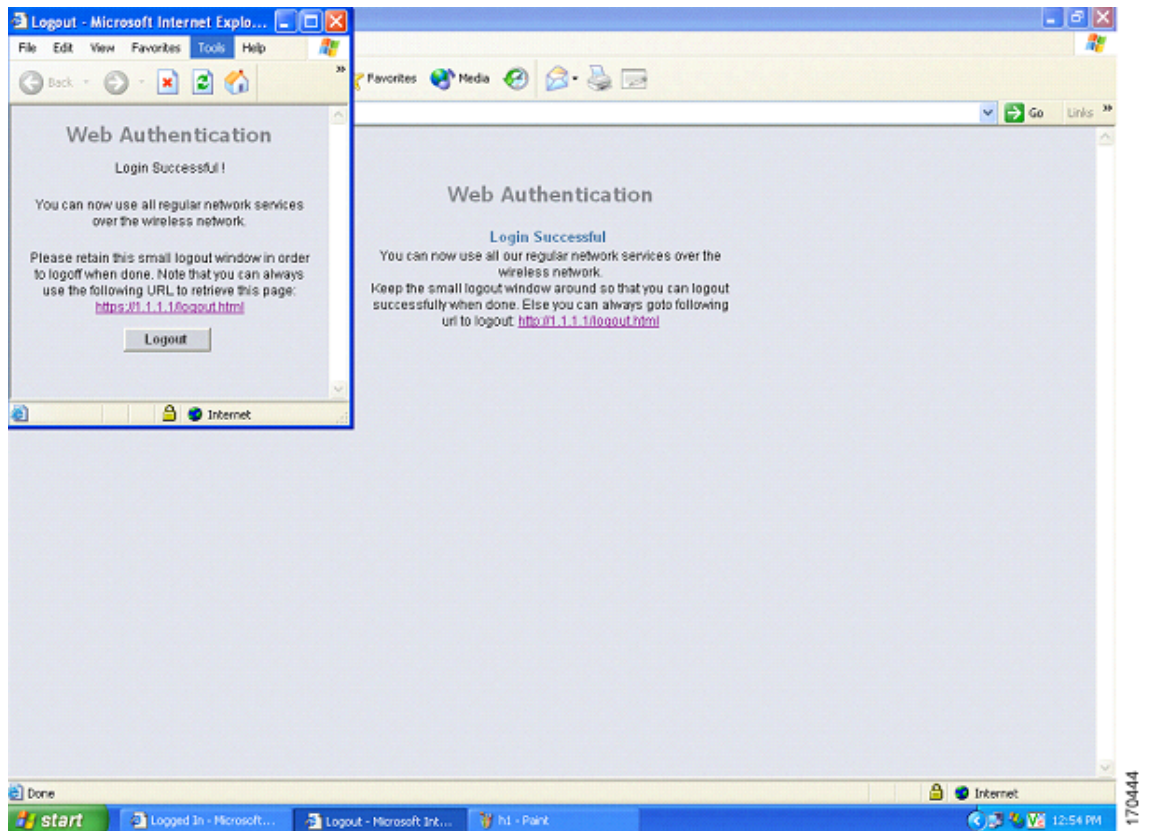 Logout - Microsoft Internet Explo...
File Edit View Favorites Tools Help
Back
Web Authentication
Login Successful !
You can now use all regular network services
over the wireless network.
Please retain this small logout window in order
to logoff when done. Note that you can always
use the following URL to retrieve this page:
https://1.1.1.1/logout.html
Logout
Internet
Favorites Media
Go Links
Web Authentication
Login Successful
You can now use all our regular network services over the
wireless network.
Keep the small logout window around so that you can logout
successfully when done. Else you can always goto following
url to logout: http://1.1.1.1/logout.html
Done
Internet
start
Logged In - Microsoft...
Logout - Microsoft Int...
h1 - Paint
12:54 PM
170444